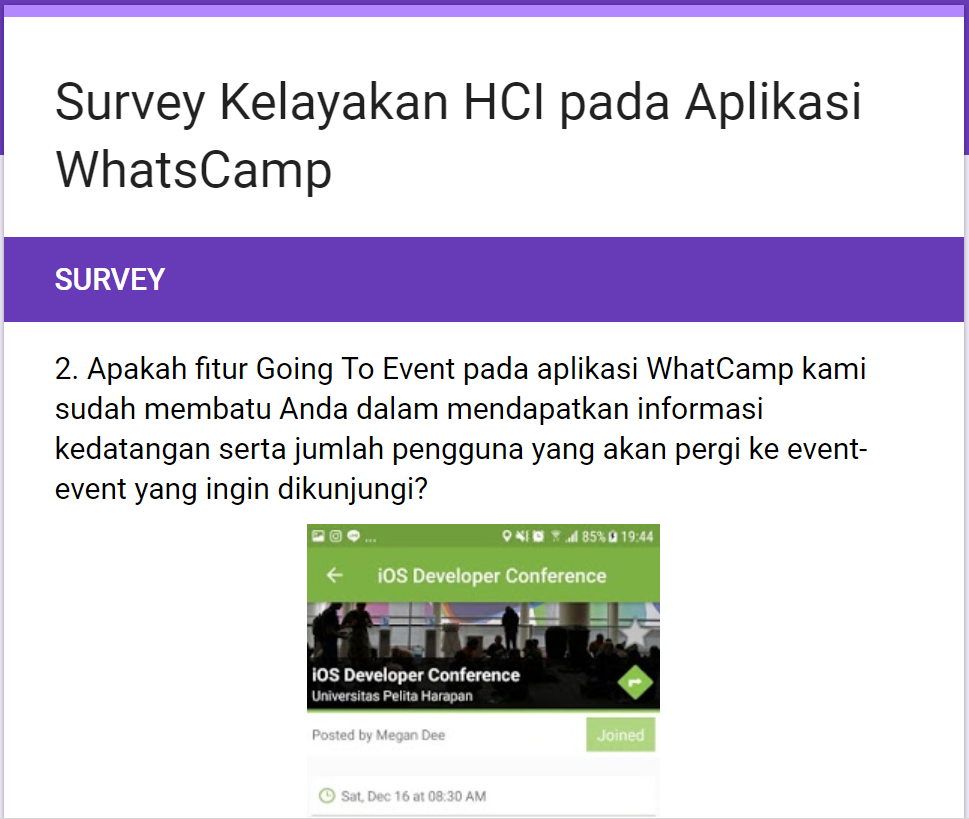 Survey Kelayakan HCI pada Aplikasi
WhatsCamp
SURVEY
2. Apakah fitur Going To Event pada aplikasi WhatCamp kami
sudah membatu Anda dalam mendapatkan informasi
kedatangan serta jumlah pengguna yang akan pergi ke event-
event yang ingin dikunjungi?
... 85% 19:44
iOS Developer Conference
iOS Developer Conference
Universitas Pelita Harapan
Posted by Megan Dee
Joined
Sat, Dec 16 at 08:30 AM